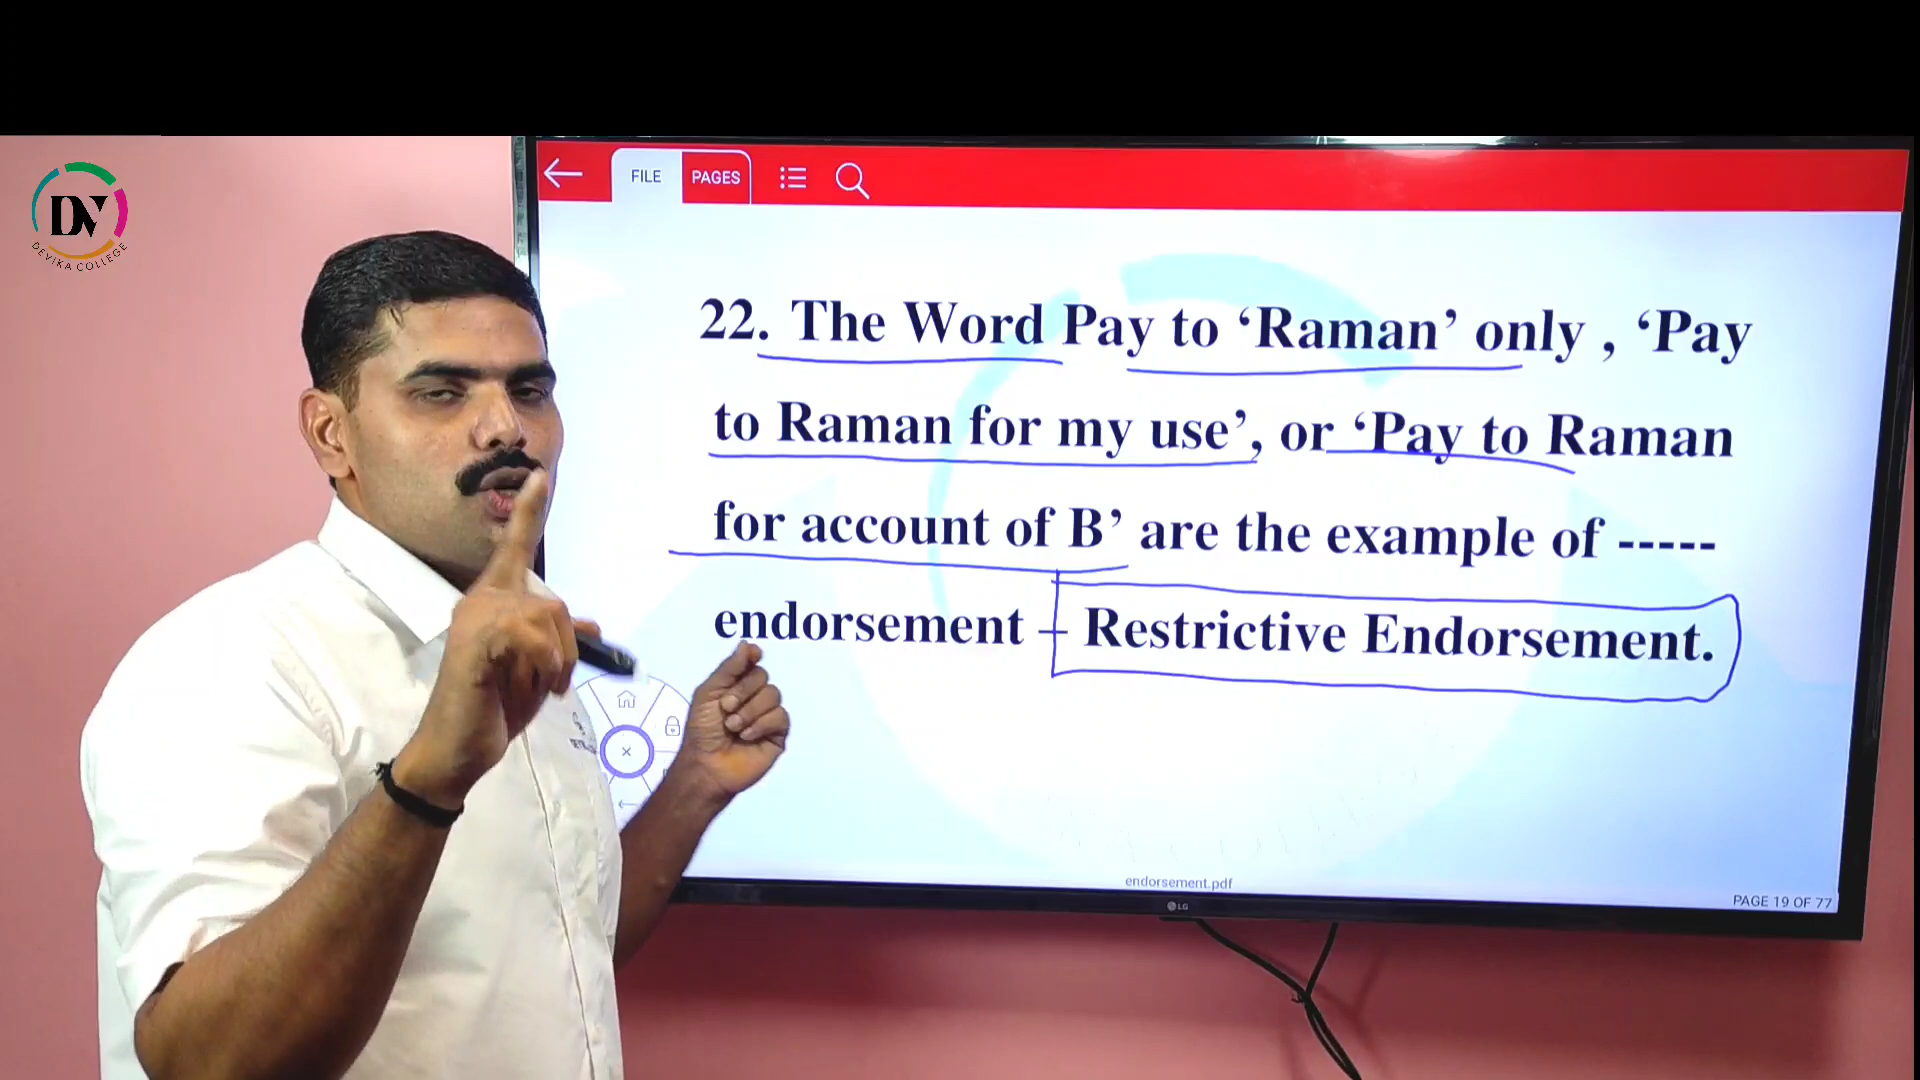 DV
DEVIKA COLLEGE
FILE
PAGES
22. The Word Pay to ‘Raman’ only , ‘Pay
to Raman for my use’, or ‘Pay to Raman
for account of B’ are the example of -----
endorsement – Restrictive Endorsement.
endorsement.pdf
PAGE 19 OF 77
LG